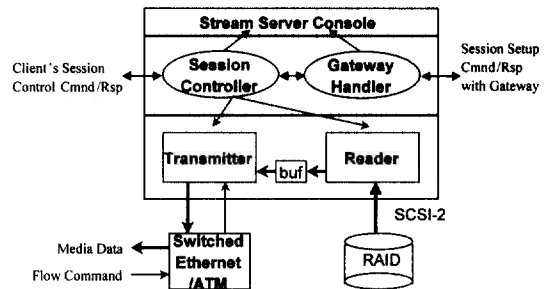 Stream Server Console
Client's Session
Control Cmnd/Rsp
Session
Controller
Gateway
Handler
Session Setup
Cmnd/Rsp
with Gateway
Transmitter
buf
Reader
SCSI-2
Media Data
Flow Command
Switched
Ethernet
/ATM
RAID